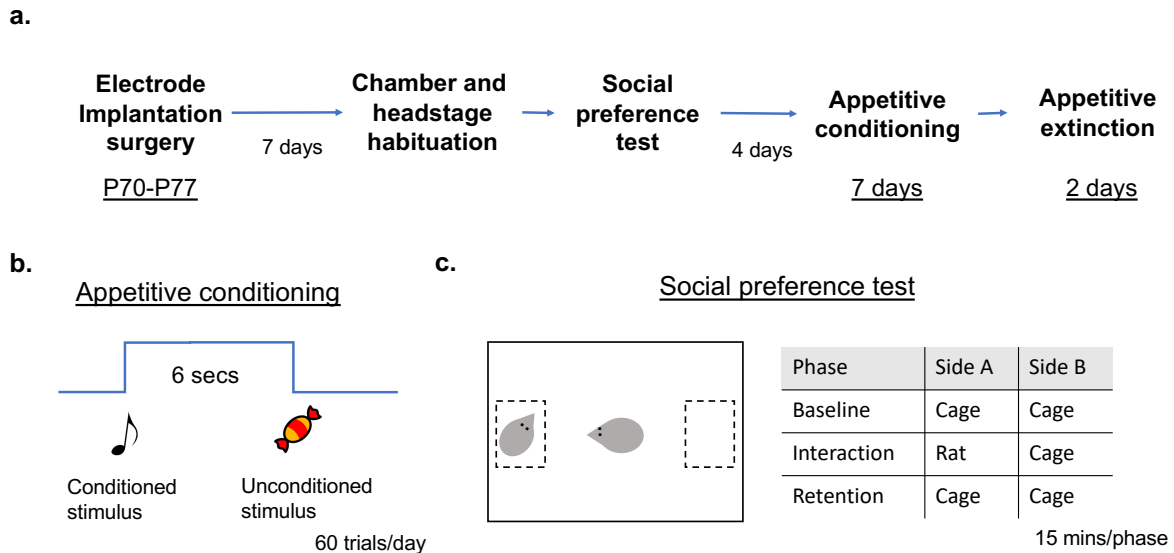 a.
Electrode
Implantation
surgery
P70-P77
7 days
Chamber and
headstage
habituation
Social
preference
test
4 days
Appetitive
conditioning
7 days
Appetitive
extinction
2 days
b.
Appetitive conditioning
6 secs
Conditioned
stimulus
Unconditioned
stimulus
60 trials/day
c.
Social preference test
Phase Side A Side B
Baseline Cage Cage
Interaction Rat Cage
Retention Cage Cage
15 mins/phase